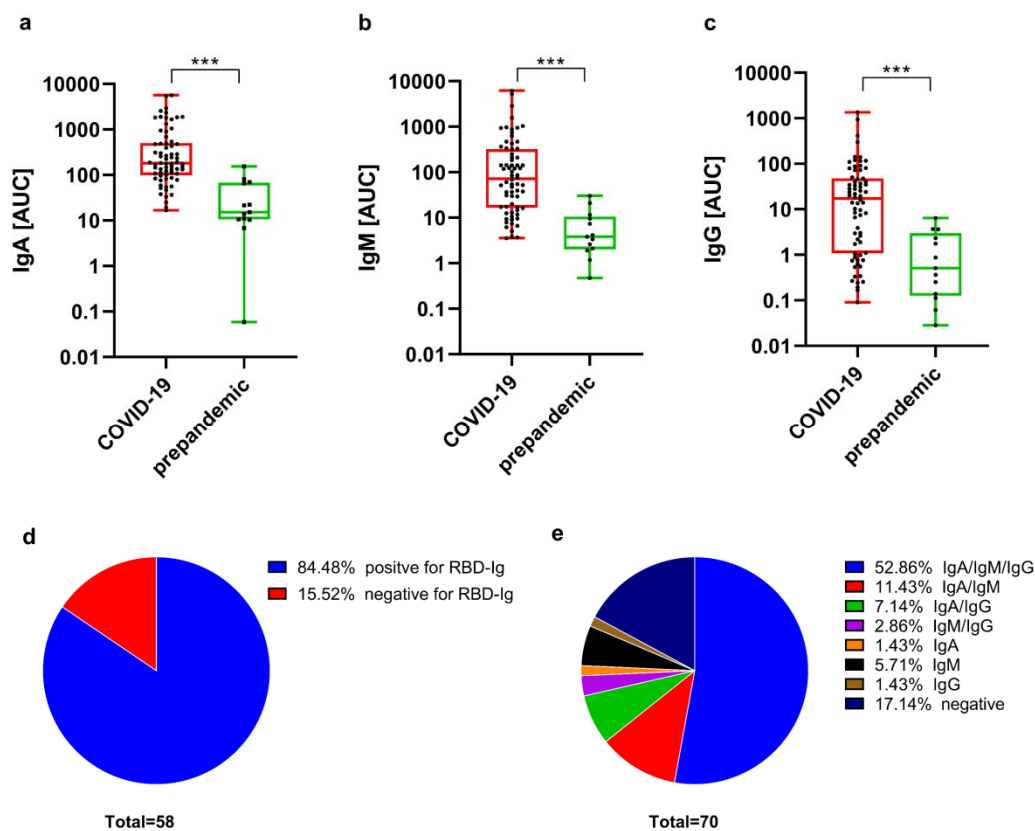 a
***
10000
1000
100
10
1
0.1
0.01
IgA [AUC]
COVID-19
prepandemic
b
***
10000
1000
100
10
1
0.1
0.01
IgM [AUC]
COVID-19
prepandemic
c
***
10000
1000
100
10
1
0.1
0.01
IgG [AUC]
COVID-19
prepandemic
d
84.48% positve for RBD-Ig
15.52% negative for RBD-Ig
Total=58
e
52.86% IgA/IgM/IgG
11.43% IgA/IgM
7.14% IgA/IgG
2.86% IgM/IgG
1.43% IgA
5.71% IgM
1.43% IgG
17.14% negative
Total=70